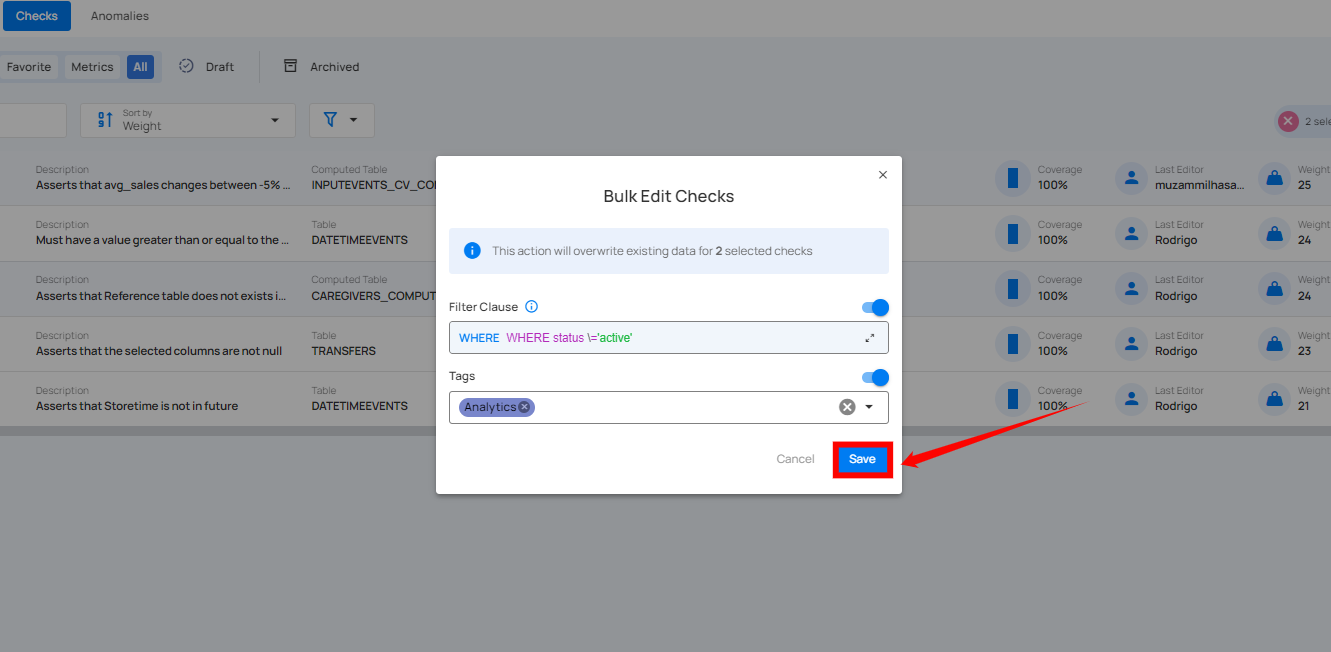 Checks Anomalies
Favorite Metrics All Draft Archived
Sort by
Weight
2 sele
Description Computed Table Coverage Last Editor Weight
Asserts that avg_sales changes between -5% ... INPUTEVENTS_CV_CO 100% muzammilhasa... 25
Description Table Coverage Last Editor Weight
Must have a value greater than or equal to the ... DATETIMEEVENTS 100% Rodrigo 24
Description Computed Table Coverage Last Editor Weight
Asserts that Reference table does not exists i... CAREGIVERS_COMPUT 100% Rodrigo 24
Description Table Coverage Last Editor Weight
Asserts that the selected columns are not null TRANSFERS 100% Rodrigo 23
Description Table Coverage Last Editor Weight
Asserts that Storetime is not in future DATETIMEEVENTS 100% Rodrigo 21
Bulk Edit Checks
This action will overwrite existing data for 2 selected checks
Filter Clause
WHERE WHERE status \='active'
Tags
Analytics
Cancel Save